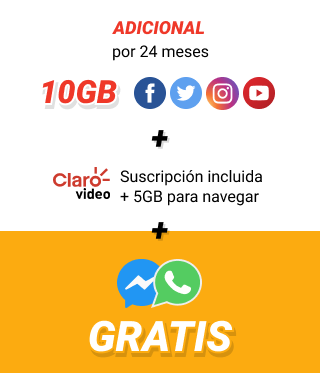 ADICIONAL
por 24 meses
10GB
+
Claro video
Suscripción incluida
+ 5GB para navegar
+
GRATIS